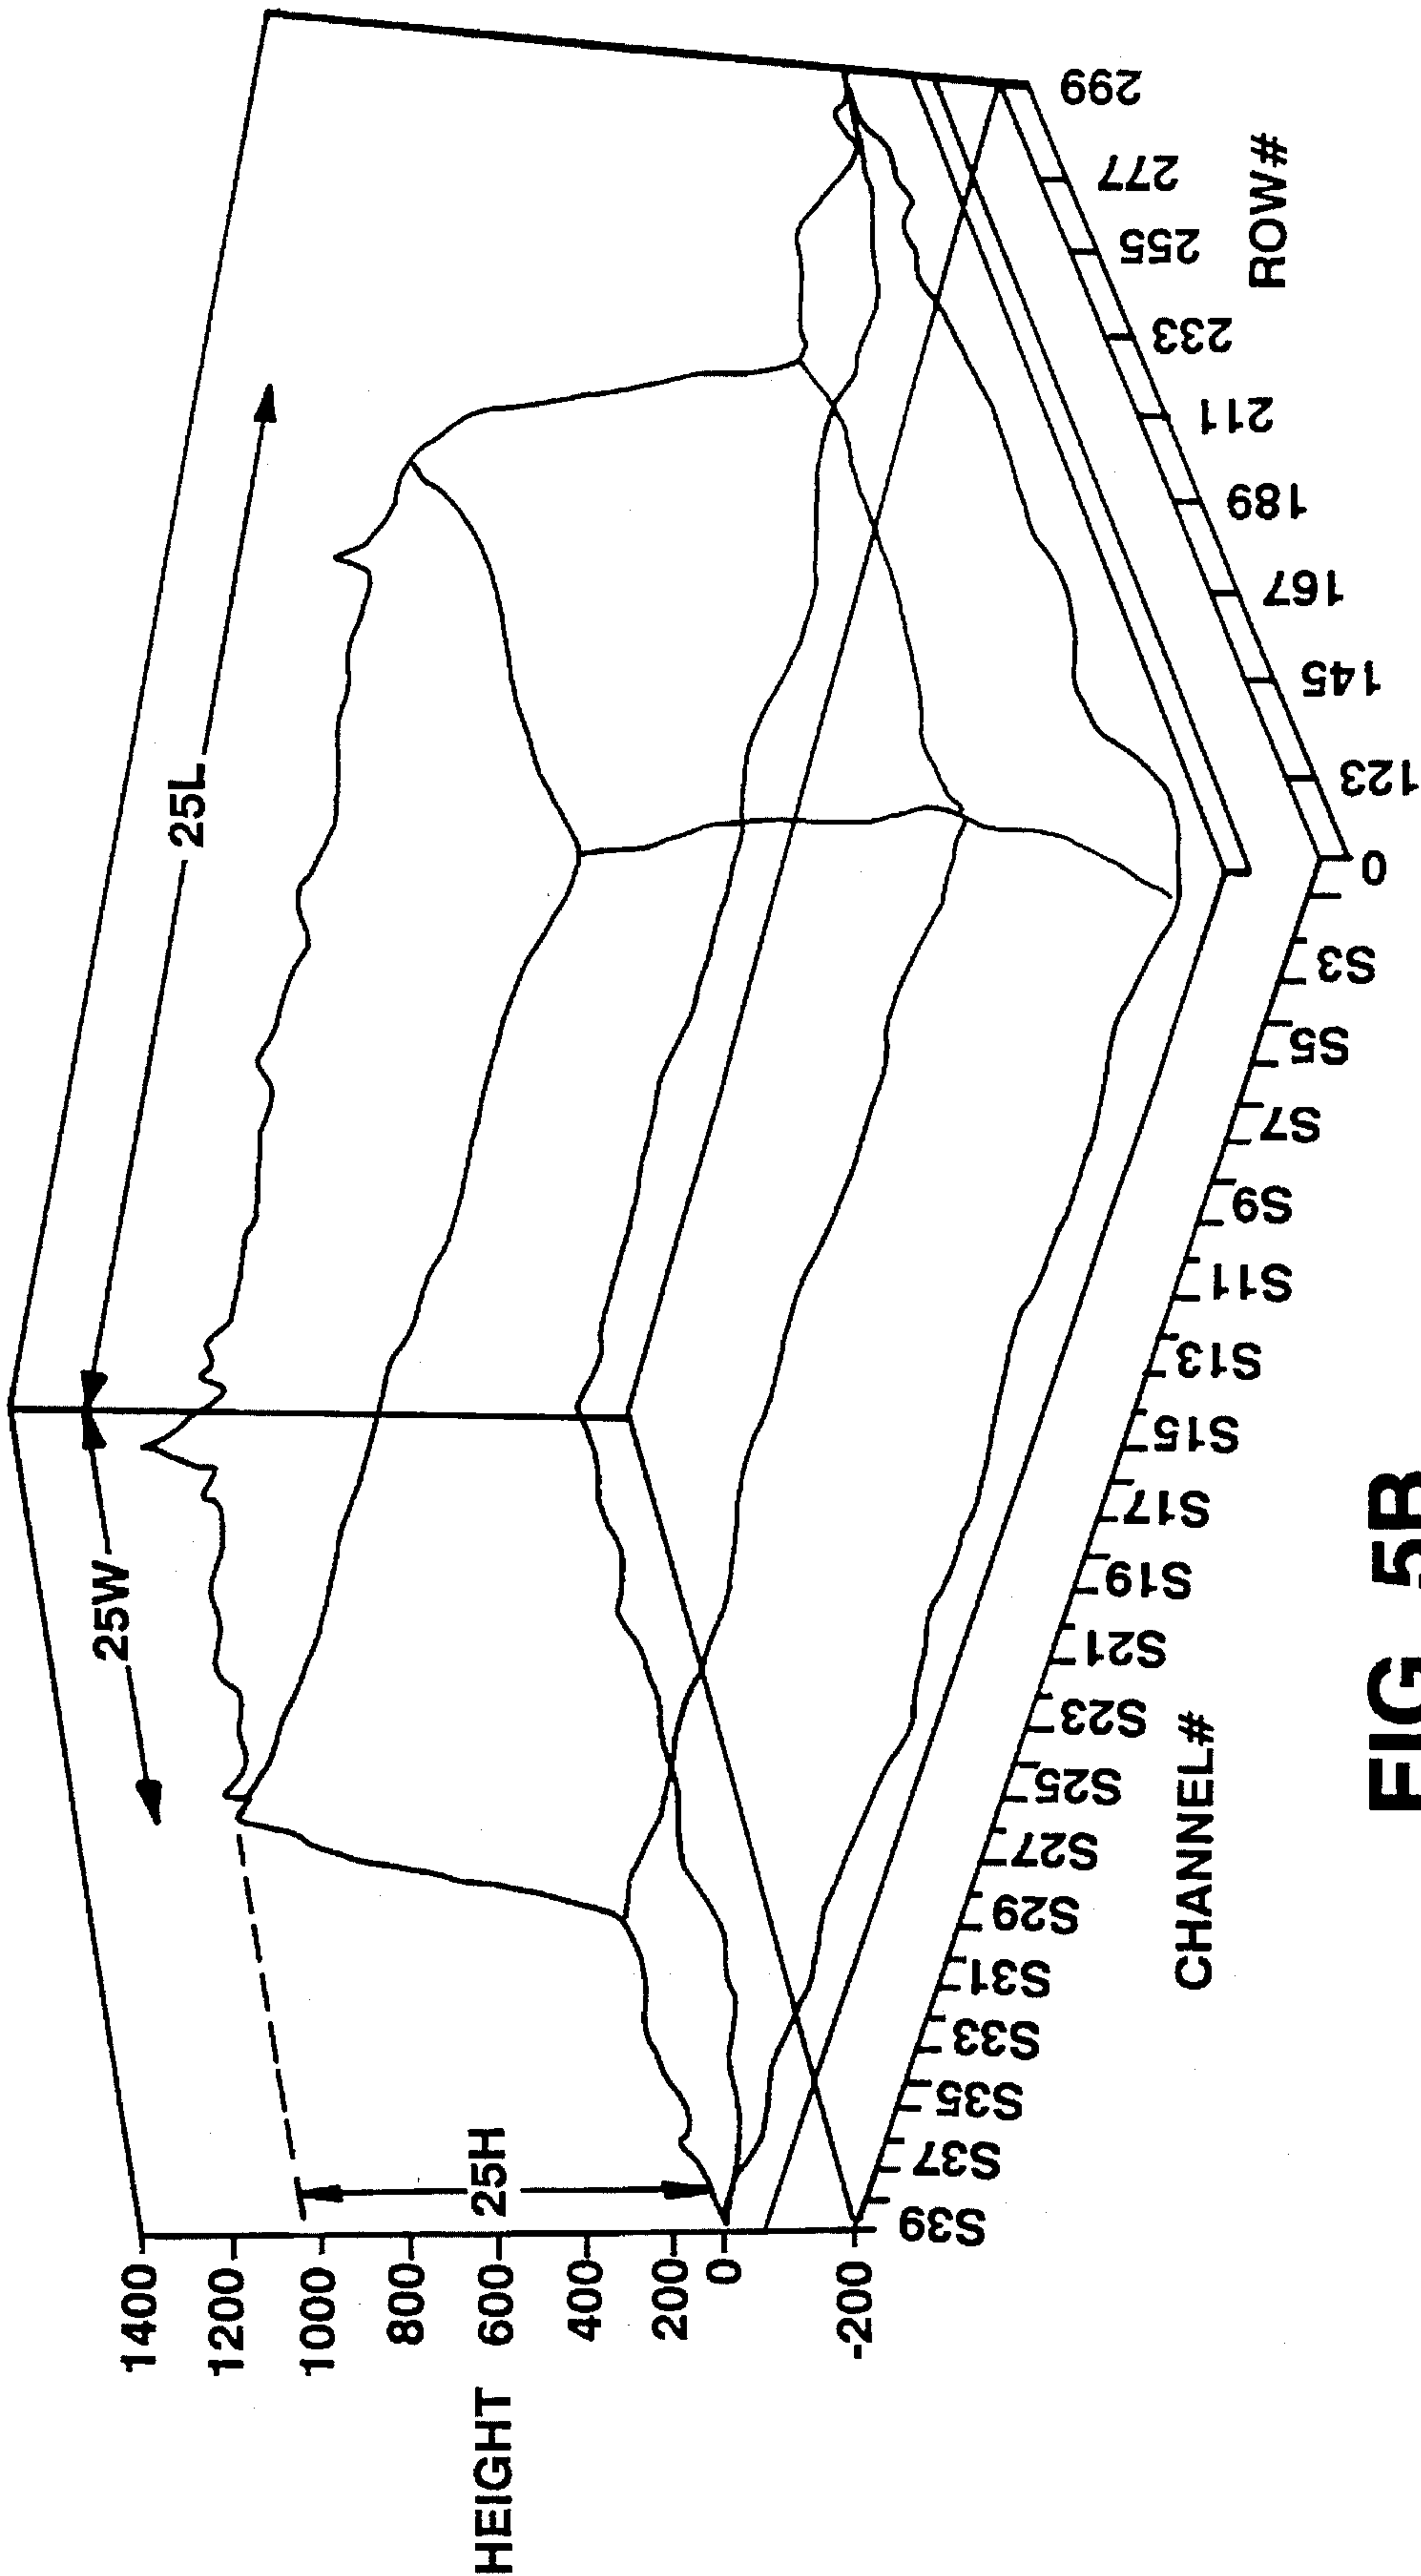 25W
25L
25H
1400
1200
1000
800
HEIGHT 600
400
200
0
-200
S39
S37
S35
S33
S31
S29
S27
S25
S23
S21
S19
S17
S15
S13
S11
S9
S7
S5
S3
CHANNEL#
0
123
145
167
189
211
233
255
277
299
ROW#
FIG 5B